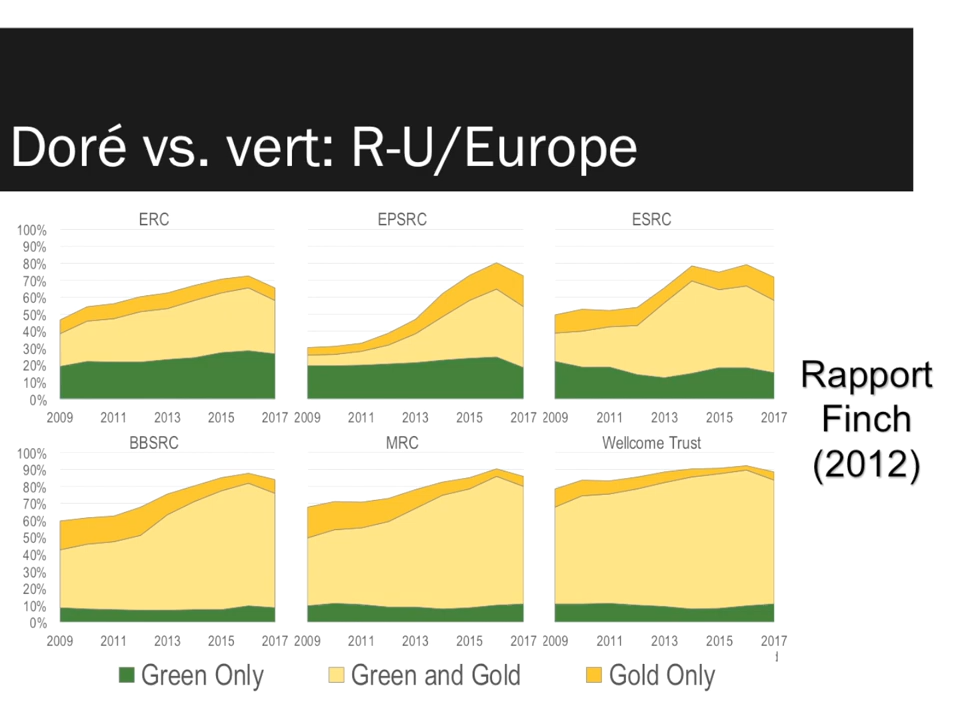 Doré vs. vert: R-U/Europe
ERC
EPSRC
ESRC
100%
90%
80%
70%
60%
50%
40%
30%
20%
10%
0%
2009 2011 2013 2015 2017 2009 2011 2013 2015 2017 2009 2011 2013 2015 2017
BBSRC
MRC
Wellcome Trust
100%
90%
80%
70%
60%
50%
40%
30%
20%
10%
0%
2009 2011 2013 2015 2017 2009 2011 2013 2015 2017 2009 2011 2013 2015 2017
Green Only
Green and Gold
Gold Only
Rapport
Finch
(2012)